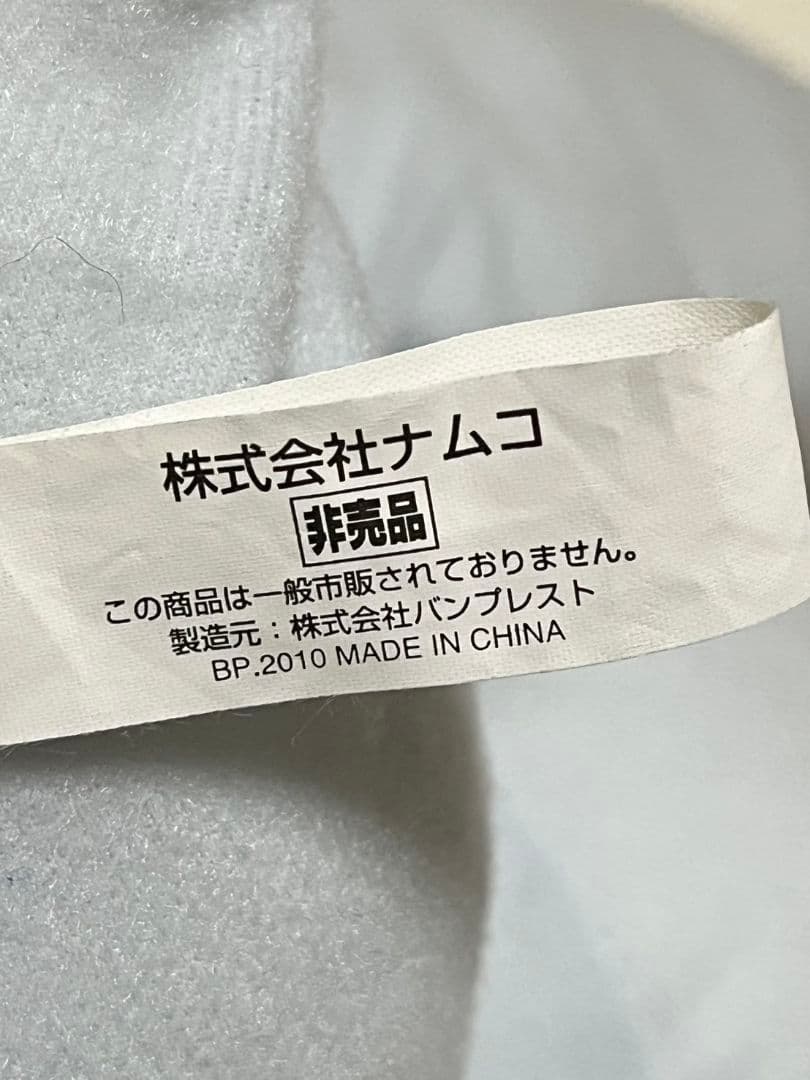 株式会社ナムコ
非売品
この商品は一般市販されておりません。
製造元：株式会社バンプレスト
BP.2010 MADE IN CHINA